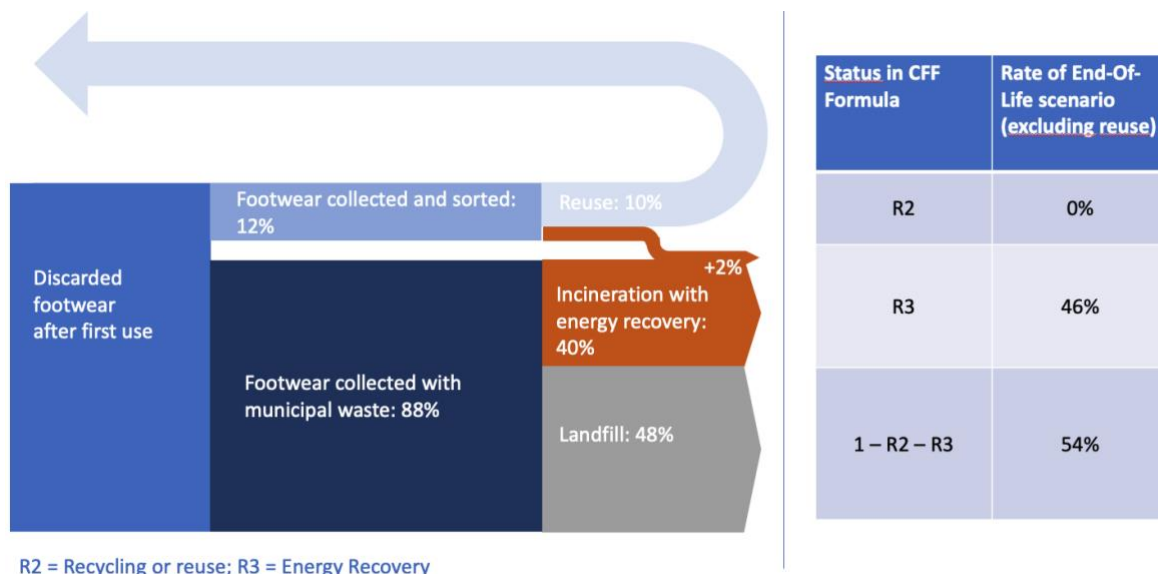 Footwear collected and sorted:
12%
Reuse: 10%
+2%
Discarded
footwear
after first use
Incineration with
energy recovery:
40%
Footwear collected with
municipal waste: 88%
Landfill: 48%
R2 = Recycling or reuse; R3 = Energy Recovery
Status in CFF
Formula
Rate of End-Of-
Life scenario
(excluding reuse)
R2
0%
R3
46%
1 – R2 – R3
54%